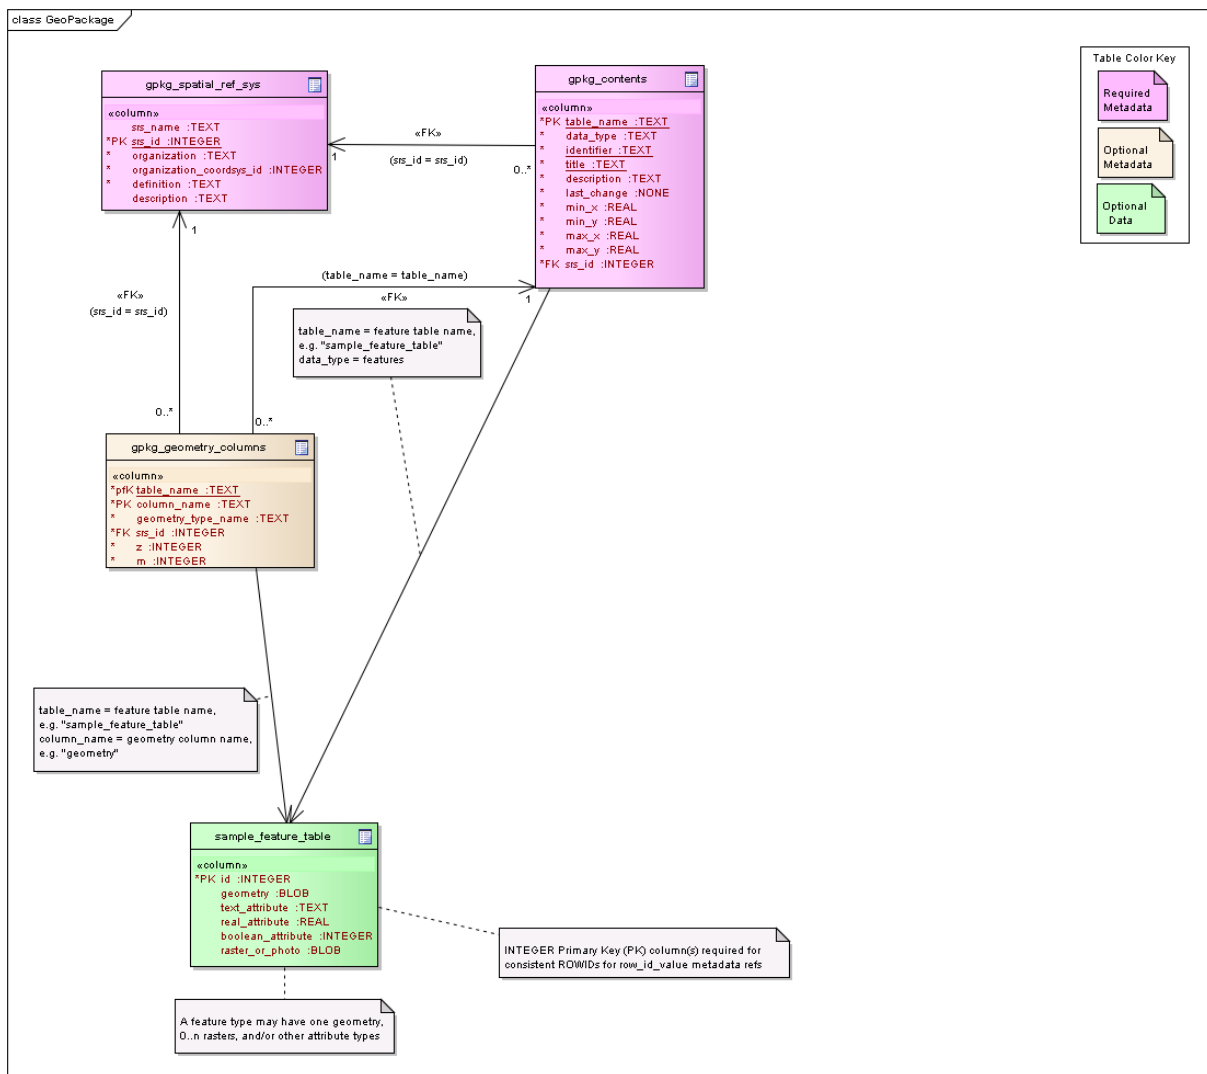 class GeoPackage
gpkg_spatial_ref_sys
«column»
srs_name :TEXT
*PK srs_id :INTEGER
* organization :TEXT
* organization_coordsys_id :INTEGER
* definition :TEXT
description :TEXT
«FK»
1
(srs_id = srs_id)
0..*
gpkg_contents
«column»
*PK table_name :TEXT
* data_type :TEXT
* identifier :TEXT
* title :TEXT
* description :TEXT
* last_change :NONE
* min_x :REAL
* min_y :REAL
* max_x :REAL
* max_y :REAL
*FK srs_id :INTEGER
Table Color Key
Required
Metadata
Optional
Metadata
Optional
Data
1
«FK»
(srs_id = srs_id)
0..*
(table_name = table_name)
«FK»
1
0..*
table_name = feature table name,
e.g. "sample_feature_table"
data_type = features
gpkg_geometry_columns
«column»
*pfK table_name :TEXT
*PK column_name :TEXT
* geometry_type_name :TEXT
*FK srs_id :INTEGER
* z :INTEGER
* m :INTEGER
table_name = feature table name,
e.g. "sample_feature_table"
column_name = geometry column name,
e.g. "geometry"
sample_feature_table
«column»
*PK id :INTEGER
geometry :BLOB
text_attribute :TEXT
real_attribute :REAL
boolean_attribute :INTEGER
raster_or_photo :BLOB
INTEGER Primary Key (PK) column(s) required for
consistent ROWIDs for row_id_value metadata refs
A feature type may have one geometry,
0..n rasters, and/or other attribute types